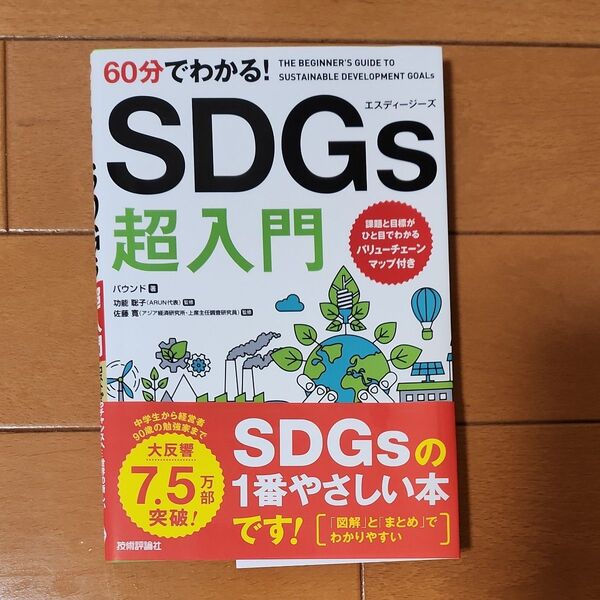 60分でわかる!
THE BEGINNER'S GUIDE TO
SUSTAINABLE DEVELOPMENT GOALs
エスディージーズ
SDGs
超入門
課題と目標が
ひと目でわかる
バリューチェーン
マップ付き
バウンド 著
功能 聡子(ARUN代表) 監修
佐藤 寛(アジア経済研究所・上席主任調査研究員) 監修
中学生から経営者
90歳の勉強家まで
大反響
7.5万部
突破!
技術評論社
SDGsの
1番やさしい本
です!
「図解」と「まとめ」で
わかりやすい